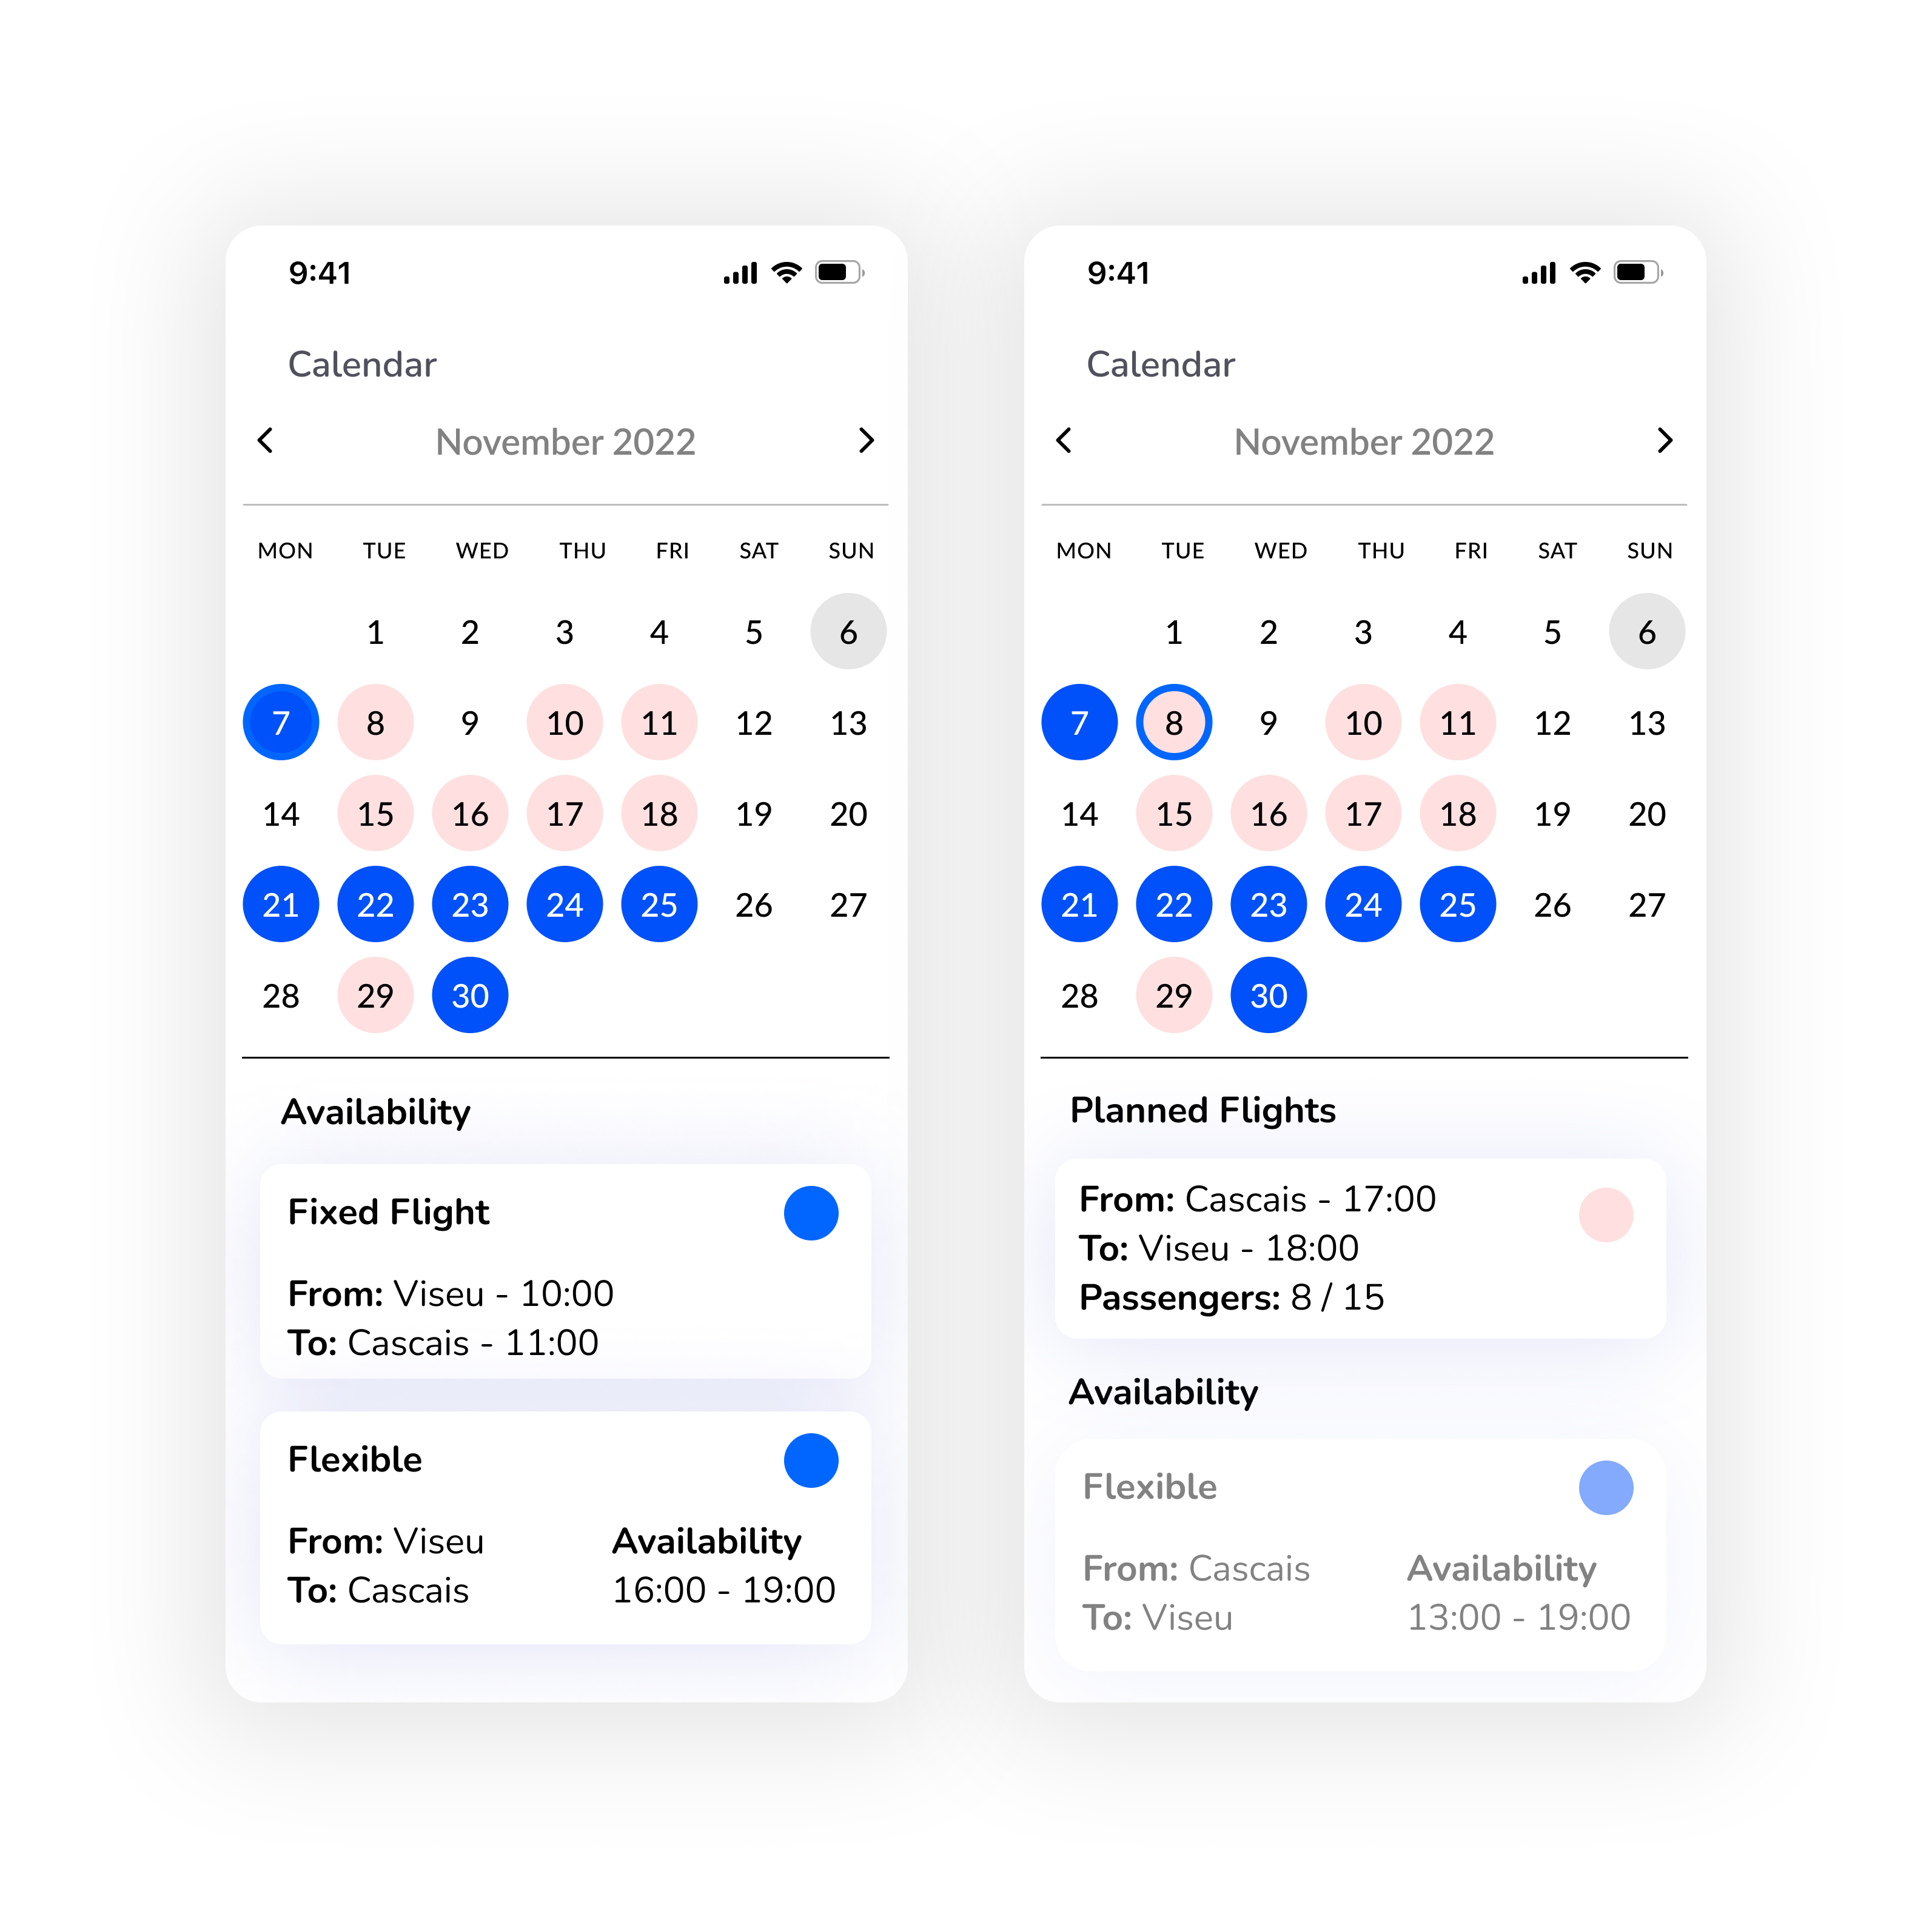 9:41
Calendar
November 2022
MON TUE WED THU FRI SAT SUN
1 2 3 4 5 6
7 8 9 10 11 12 13
14 15 16 17 18 19 20
21 22 23 24 25 26 27
28 29 30
Availability
Fixed Flight
From: Viseu - 10:00
To: Cascais - 11:00
Flexible
From: Viseu Availability
To: Cascais 16:00 - 19:00
9:41
Calendar
November 2022
MON TUE WED THU FRI SAT SUN
1 2 3 4 5 6
7 8 9 10 11 12 13
14 15 16 17 18 19 20
21 22 23 24 25 26 27
28 29 30
Planned Flights
From: Cascais - 17:00
To: Viseu - 18:00
Passengers: 8 / 15
Availability
Flexible
From: Cascais Availability
To: Viseu 13:00 - 19:00